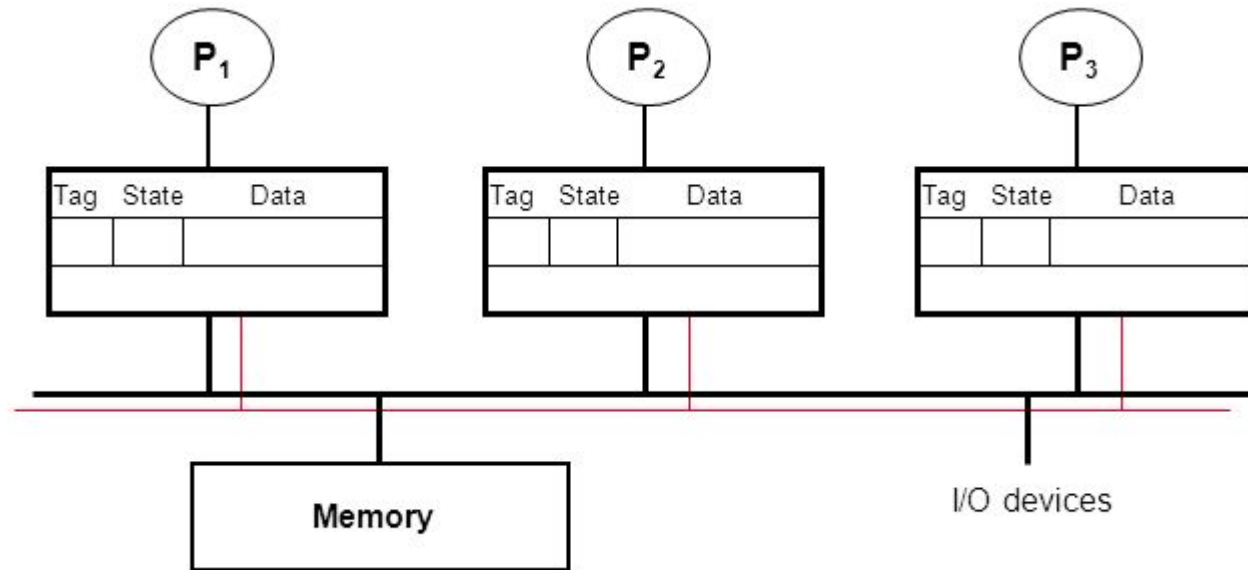 P₁ P₂ P₃
Tag State Data Tag State Data Tag State Data
Memory
I/O devices